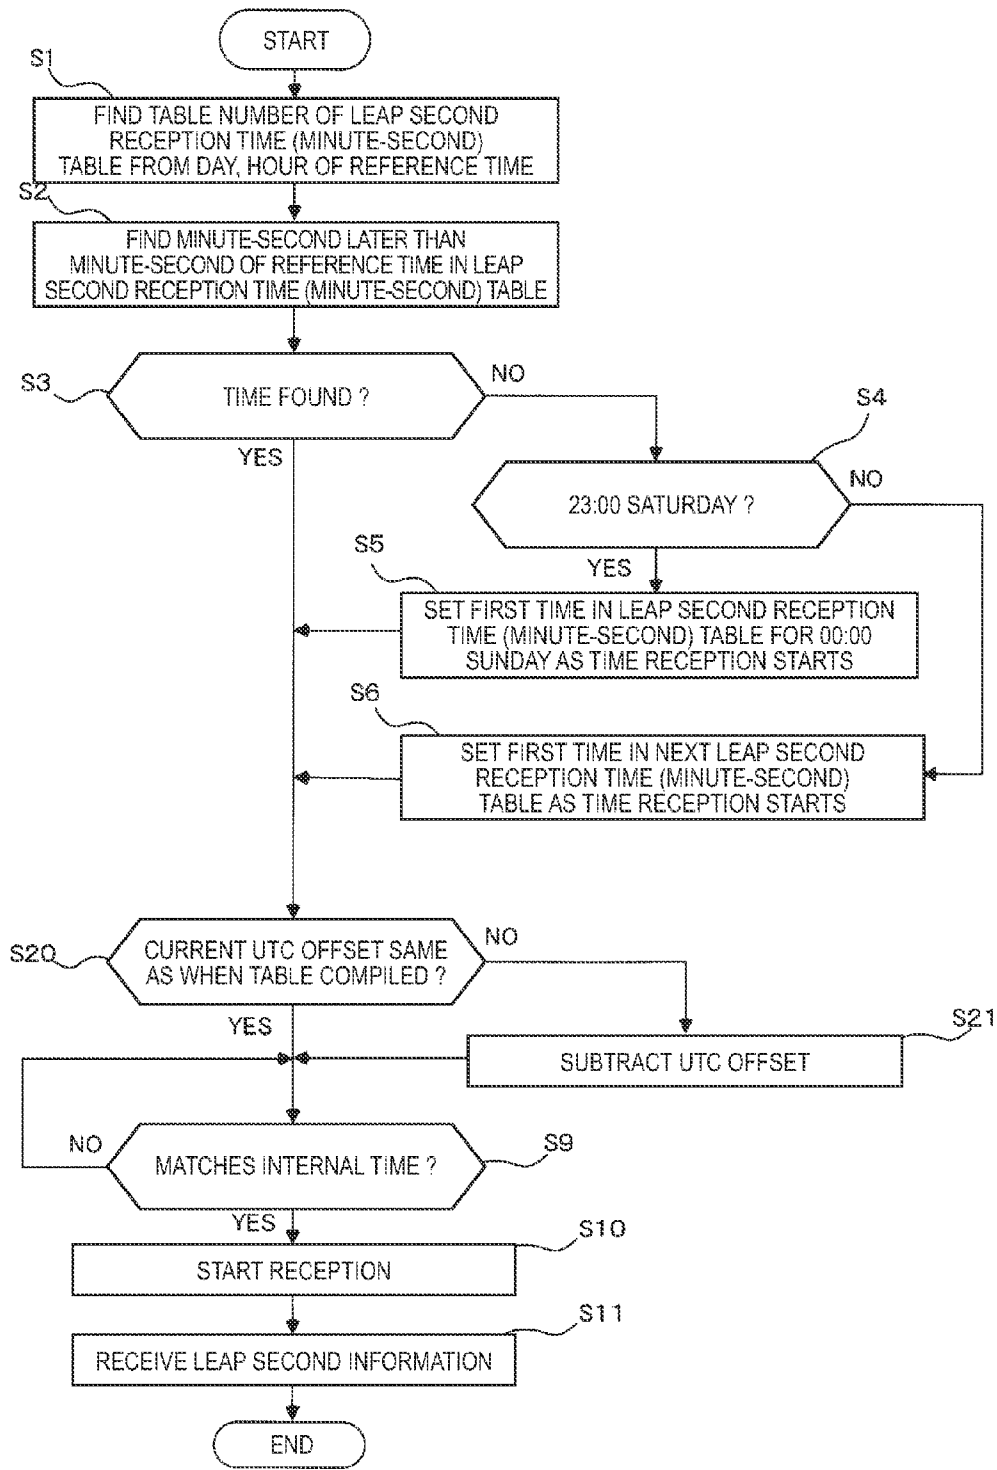 START
S1
FIND TABLE NUMBER OF LEAP SECOND
RECEPTION TIME (MINUTE-SECOND)
TABLE FROM DAY, HOUR OF REFERENCE TIME
S2
FIND MINUTE-SECOND LATER THAN
MINUTE-SECOND OF REFERENCE TIME IN LEAP
SECOND RECEPTION TIME (MINUTE-SECOND) TABLE
S3
TIME FOUND ?
NO
YES
S4
23:00 SATURDAY ?
NO
YES
S5
SET FIRST TIME IN LEAP SECOND RECEPTION
TIME (MINUTE-SECOND) TABLE FOR 00:00
SUNDAY AS TIME RECEPTION STARTS
S6
SET FIRST TIME IN NEXT LEAP SECOND
RECEPTION TIME (MINUTE-SECOND)
TABLE AS TIME RECEPTION STARTS
S20
CURRENT UTC OFFSET SAME
AS WHEN TABLE COMPILED ?
NO
YES
S21
SUBTRACT UTC OFFSET
NO
MATCHES INTERNAL TIME ?
S9
YES
S10
START RECEPTION
S11
RECEIVE LEAP SECOND INFORMATION
END